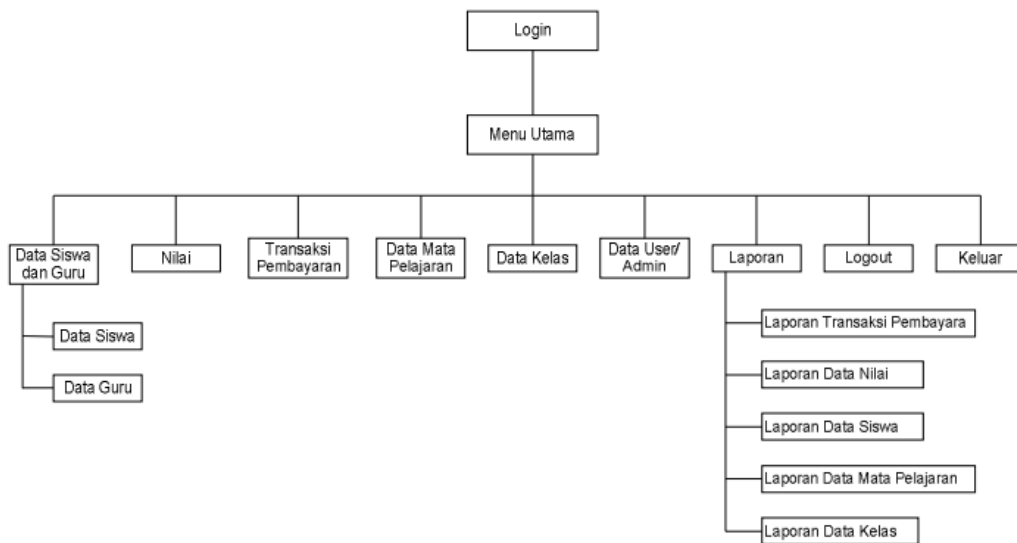 Login
Menu Utama
Data Siswa
dan Guru
Nilai
Transaksi
Pembayaran
Data Mata
Pelajaran
Data Kelas
Data User/
Admin
Laporan
Logout
Keluar
Data Siswa
Data Guru
Laporan Transaksi Pembayara
Laporan Data Nilai
Laporan Data Siswa
Laporan Data Mata Pelajaran
Laporan Data Kelas